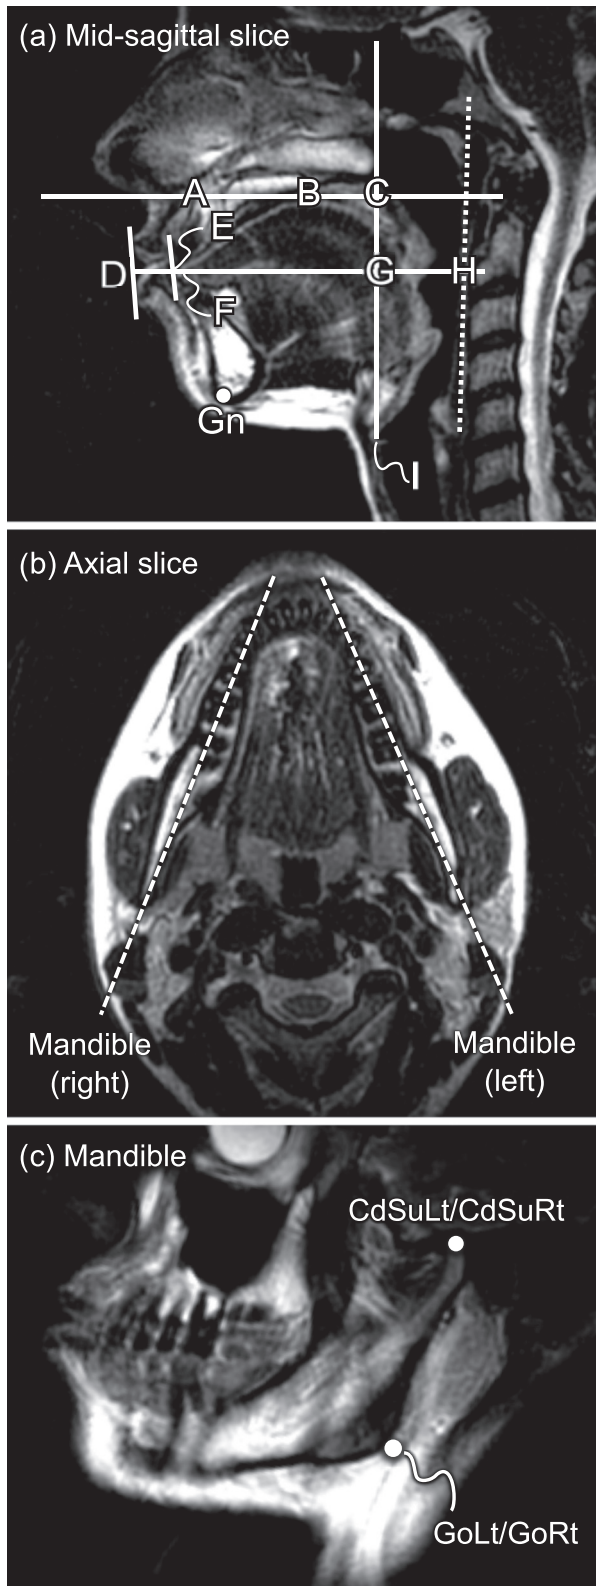 (a) Mid-sagittal slice
A B C
E
D G H
F
Gn
I
(b) Axial slice
Mandible Mandible
(right) (left)
(c) Mandible
CdSuLt/CdSuRt
GoLt/GoRt